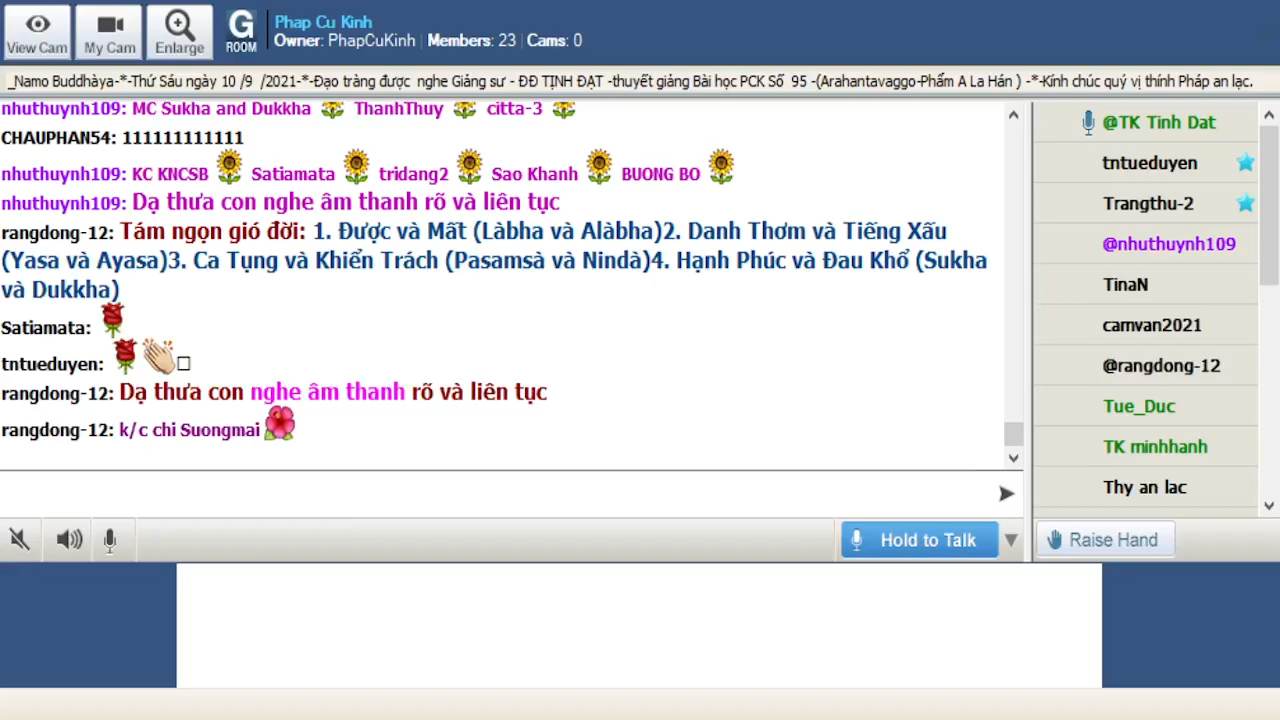 View Cam
My Cam
Enlarge
G
ROOM
Phap Cu Kinh
Owner: PhapCuKinh | Members: 23 | Cams: 0
_Namo Buddhàya-*-Thứ Sáu ngày 10 /9 /2021-*-Đạo tràng được nghe Giảng sư - ĐĐ TỊNH ĐẠT -thuyết giảng Bài học PCK Số 95 -(Arahantavaggo-Phẩm A La Hán ) -*-Kính chúc quý vị thính Pháp an lạc.
nhuthuynh109: MC Sukha and Dukkha ThanhThuy citta-3
CHAUPHAN54: 111111111111
nhuthuynh109: KC KNCSB Satiamata tridang2 Sao Khanh BUONG BO
nhuthuynh109: Dạ thưa con nghe âm thanh rõ và liên tục
rangdong-12: Tám ngọn gió đời: 1. Được và Mất (Làbha và Alàbha)2. Danh Thơm và Tiếng Xấu
(Yasa và Ayasa)3. Ca Tụng và Khiển Trách (Pasamsà và Nindà)4. Hạnh Phúc và Đau Khổ (Sukha
và Dukkha)
Satiamata:
tntueduyen:
rangdong-12: Dạ thưa con nghe âm thanh rõ và liên tục
rangdong-12: k/c chi Suongmai
@TK Tinh Dat
tntueduyen
Trangthu-2
@nhuthuynh109
TinaN
camvan2021
@rangdong-12
Tue_Duc
TK minhhanh
Thy an lac
Hold to Talk
Raise Hand